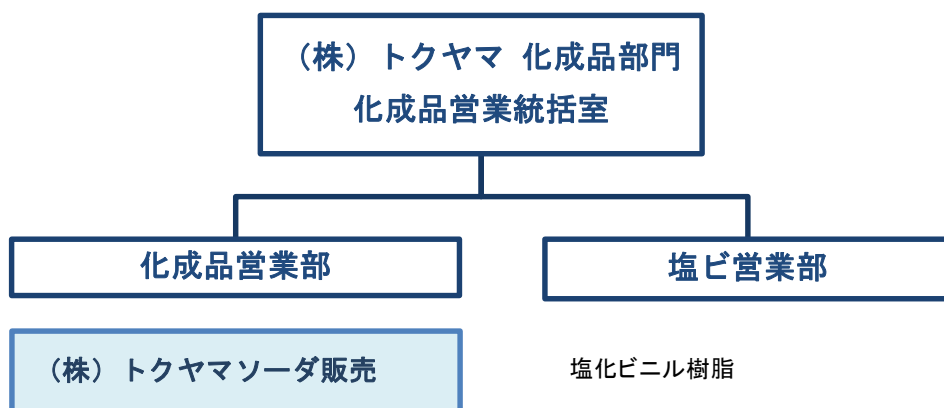 （株）トクヤマ 化成品部門
化成品営業統括室
化成品営業部
塩ビ営業部
（株）トクヤマソーダ販売
塩化ビニル樹脂